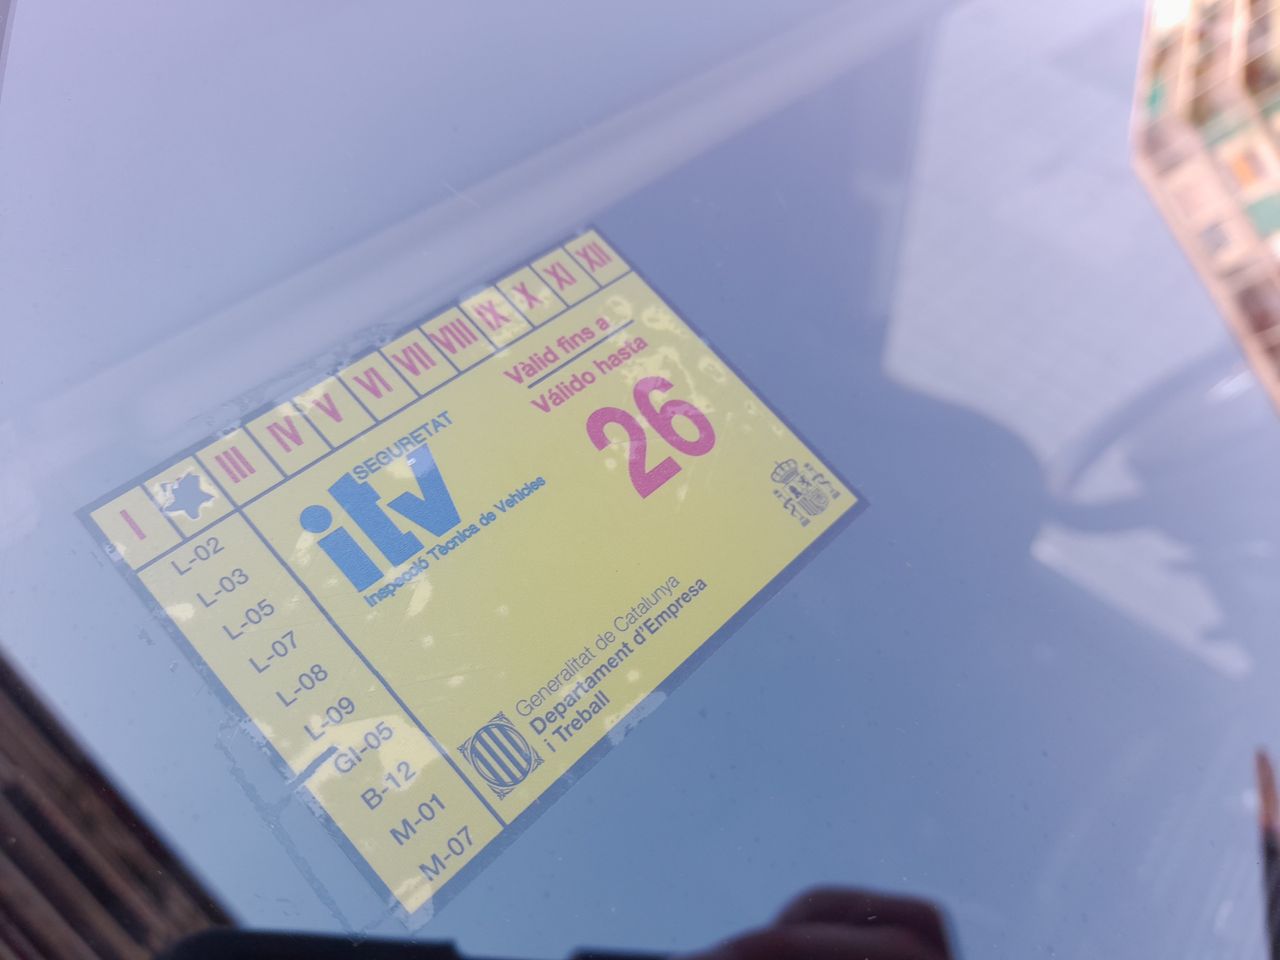 I III IV V VI VII VIII IX X XI XII
L-02
L-03
L-05
L-07
L-08
L-09
GI-05
B-12
M-01
M-07
SEGURETAT
itv
Inspecció Tècnica de Vehicles
Vàlid fins a
Válido hasta
26
Generalitat de Catalunya
Departament d'Empresa
i Treball